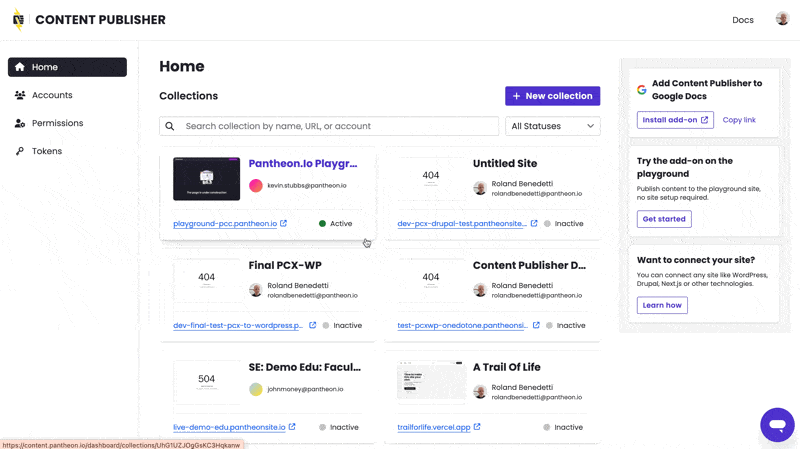 CONTENT PUBLISHER
Docs
Home
Accounts
Permissions
Tokens
Home
Collections
+ New collection
Search collection by name, URL, or account
All Statuses
Pantheon.Io Playgr...
kevin.stubbs@pantheon.io
playground-pcc.pantheon.io
Active
404
Untitled Site
Roland Benedetti
rolandbenedetti@pantheon.io
dev-pcx-drupal-test.pantheonsite...
Inactive
404
Final PCX-WP
Roland Benedetti
rolandbenedetti@pantheon.io
dev-final-test-pcx-to-wordpress.p...
Inactive
404
Content Publisher D...
Roland Benedetti
rolandbenedetti@pantheon.io
test-pcxwp-onedotone.pantheonsi...
Inactive
504
SE: Demo Edu: Facul...
johnmoney@pantheon.io
live-demo-edu.pantheonsite.io
Inactive
A Trail Of Life
Roland Benedetti
rolandbenedetti@pantheon.io
trailforlife.vercel.app
Inactive
Add Content Publisher to
Google Docs
Install add-on
Copy link
Try the add-on on the
playground
Publish content to the playground site,
no site setup required.
Get started
Want to connect your site?
You can connect any site like WordPress,
Drupal, Next.js or other technologies.
Learn how
https://content.pantheon.io/dashboard/collections/UhG1UZJOgGsKC3Hqkanw